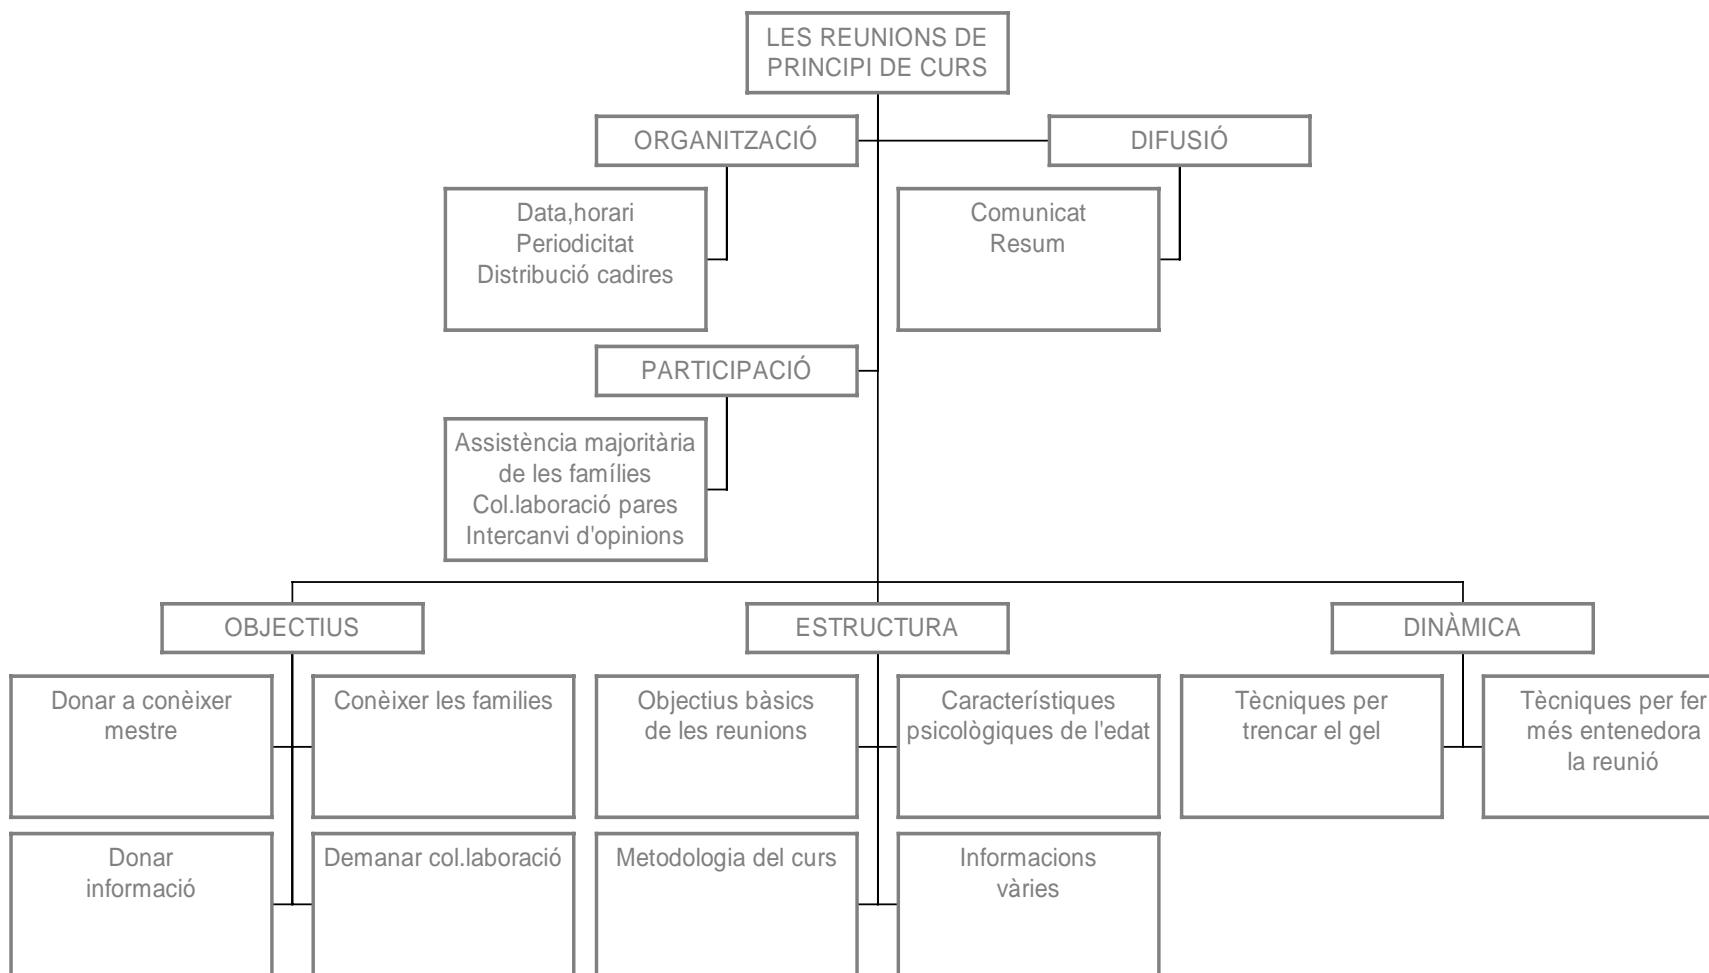 LES REUNIONS DE
PRINCIPI DE CURS
ORGANITZACIÓ
DIFUSIÓ
Data,horari
Periodicitat
Distribució cadires
Comunicat
Resum
PARTICIPACIÓ
Assistència majoritària
de les famílies
Col.laboració pares
Intercanvi d'opinions
OBJECTIUS
ESTRUCTURA
DINÀMICA
Donar a conèixer
mestre
Conèixer les families
Objectius bàsics
de les reunions
Característiques
psicològiques de l'edat
Tècniques per
trencar el gel
Tècniques per fer
més entenedora
la reunió
Donar
informació
Demanar col.laboració
Metodologia del curs
Informacions
vàries